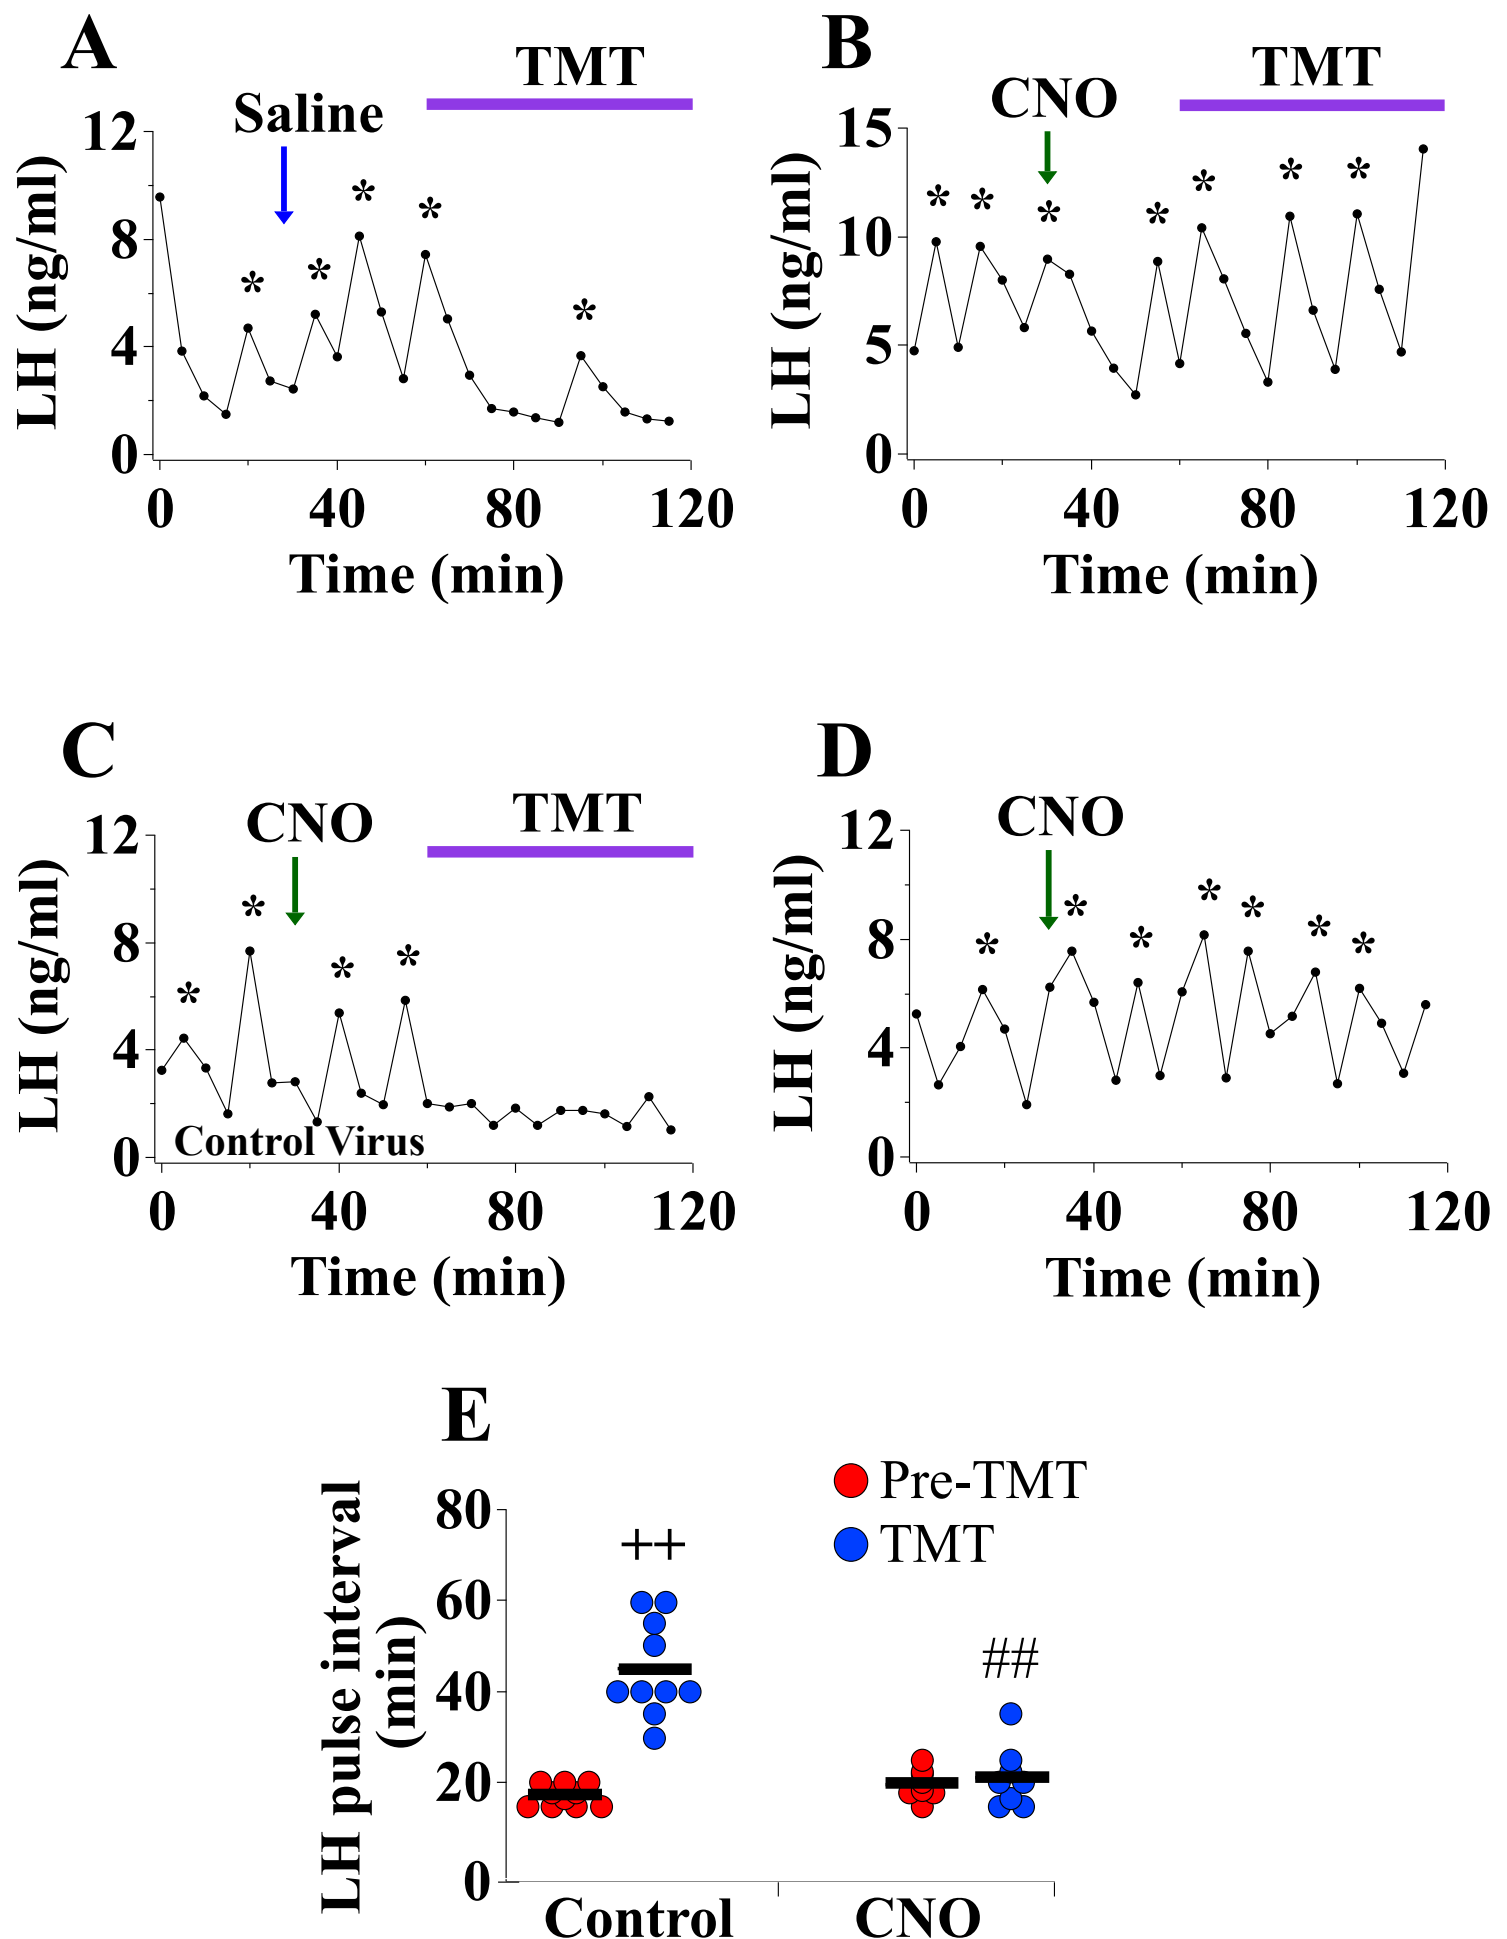 A
TMT
Saline
12
8
4
0
LH (ng/ml)
*
*
*
*
*
0
40
80
120
Time (min)
B
TMT
CNO
15
10
5
0
LH (ng/ml)
*
*
*
*
*
*
*
0
40
80
120
Time (min)
C
CNO
TMT
12
8
4
0
LH (ng/ml)
*
*
*
*
Control Virus
0
40
80
120
Time (min)
D
CNO
12
8
4
0
LH (ng/ml)
*
*
*
*
*
*
*
0
40
80
120
Time (min)
E
Pre-TMT
TMT
80
60
40
20
0
LH pulse interval
(min)
++
##
Control
CNO